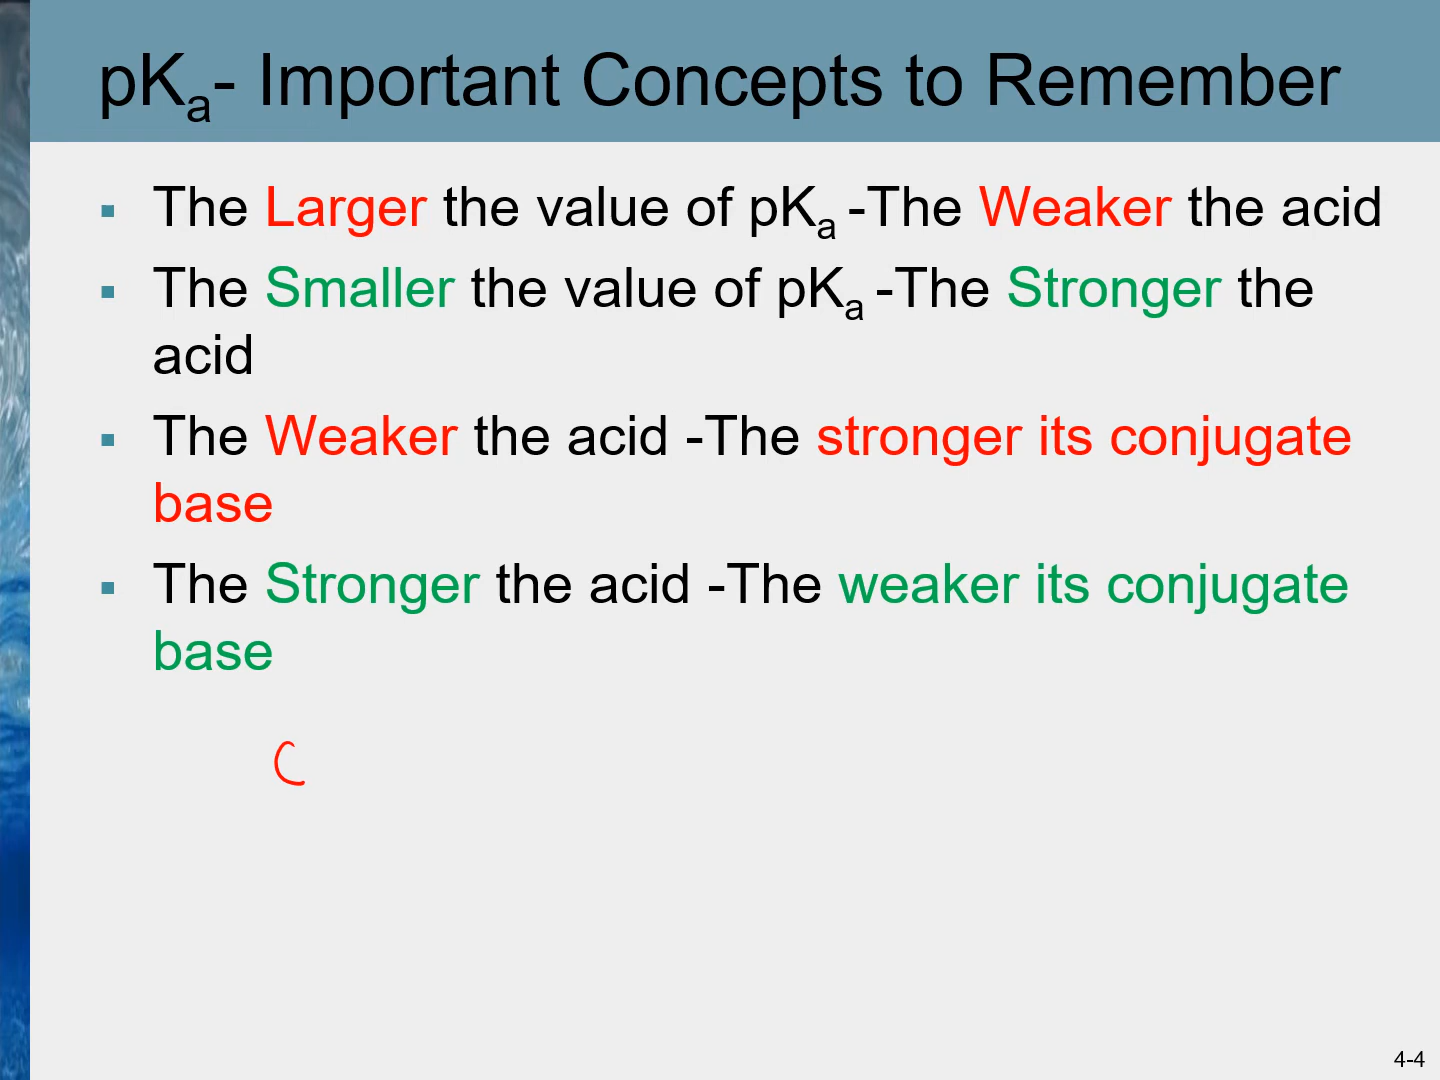 pKa- Important Concepts to Remember
The Larger the value of pKa -The Weaker the acid
The Smaller the value of pKa -The Stronger the
acid
The Weaker the acid -The stronger its conjugate
base
The Stronger the acid -The weaker its conjugate
base
C
4-4